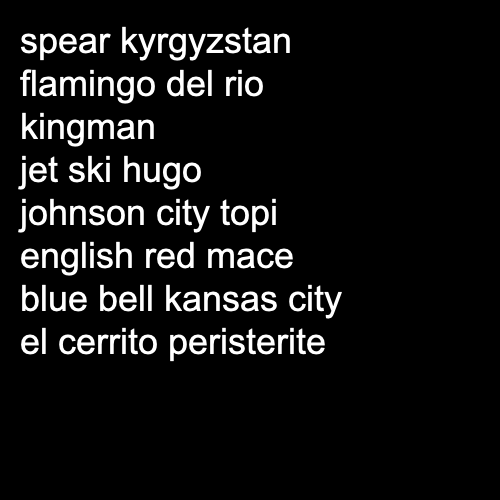 spear kyrgyzstan
flamingo del rio
kingman
jet ski hugo
johnson city topi
english red mace
blue bell kansas city
el cerrito peristerite